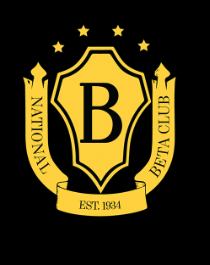 NATIONAL
B
BETA CLUB
EST. 1934